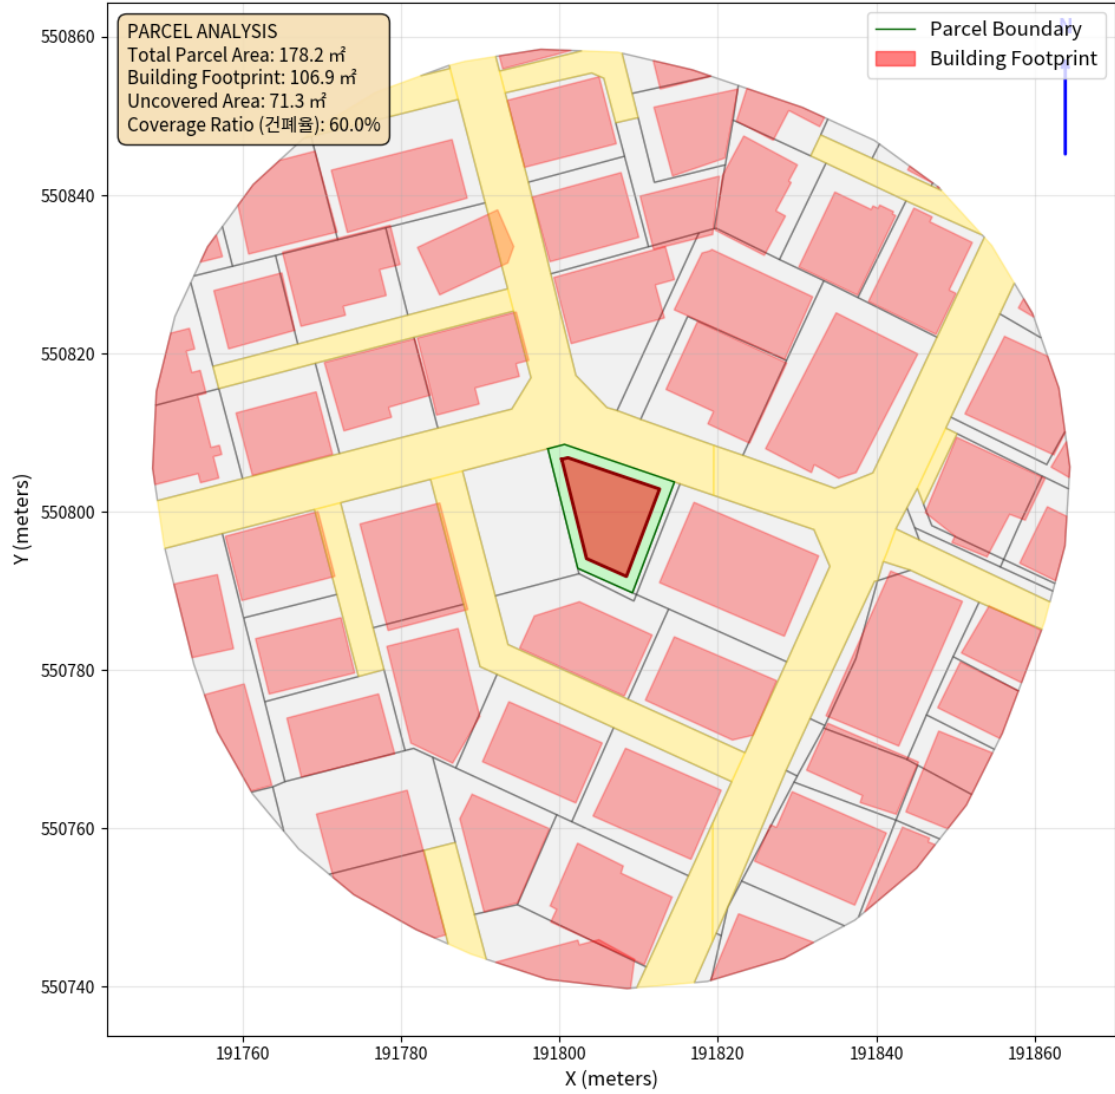 PARCEL ANALYSIS
Total Parcel Area: 178.2 ㎡
Building Footprint: 106.9 ㎡
Uncovered Area: 71.3 ㎡
Coverage Ratio (건폐율): 60.0%
N
Parcel Boundary
Building Footprint
550860
550840
550820
550800
550780
550760
550740
Y (meters)
191760
191780
191800
191820
191840
191860
X (meters)